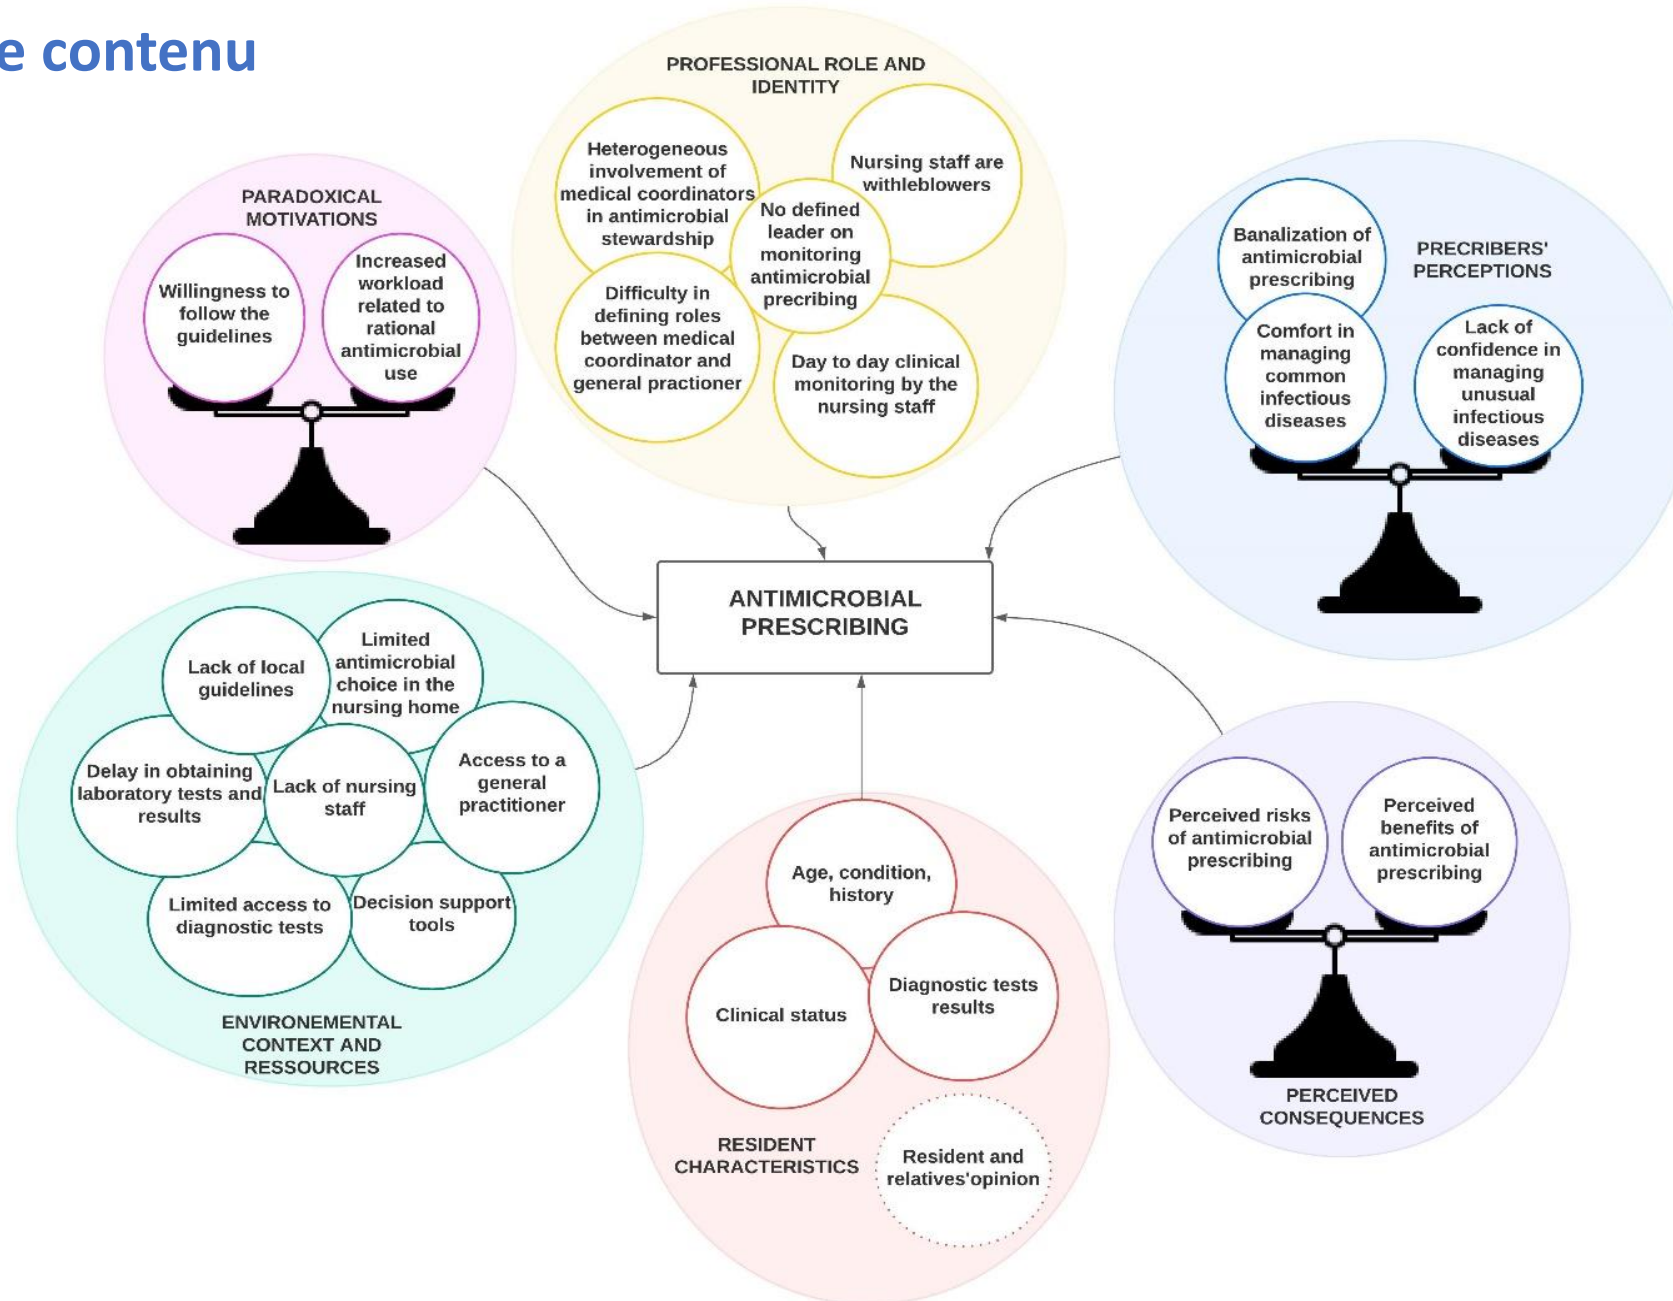 e contenu
PROFESSIONAL ROLE AND
IDENTITY
Heterogeneous
involvement of
medical coordinators
in antimicrobial
stewardship
Nursing staff are
withleblowers
No defined
leader on
monitoring
antimicrobial
precribing
Difficulty in
defining roles
between medical
coordinator and
general practioner
Day to day clinical
monitoring by the
nursing staff
PARADOXICAL
MOTIVATIONS
Willingness to
follow the
guidelines
Increased
workload
related to
rational
antimicrobial
use
Banalization of
antimicrobial
prescribing
PRECRIBERS'
PERCEPTIONS
Comfort in
managing
common
infectious
diseases
Lack of
confidence in
managing
unusual
infectious
diseases
ANTIMICROBIAL
PRESCRIBING
Lack of local
guidelines
Limited
antimicrobial
choice in the
nursing home
Delay in obtaining
laboratory tests and
results
Lack of nursing
staff
Access to a
general
practitioner
Limited access to
diagnostic tests
Decision support
tools
ENVIRONEMENTAL
CONTEXT AND
RESSOURCES
Age, condition,
history
Clinical status
Diagnostic tests
results
RESIDENT
CHARACTERISTICS
Resident and
relatives'opinion
Perceived risks
of antimicrobial
prescribing
Perceived
benefits of
antimicrobial
prescribing
PERCEIVED
CONSEQUENCES